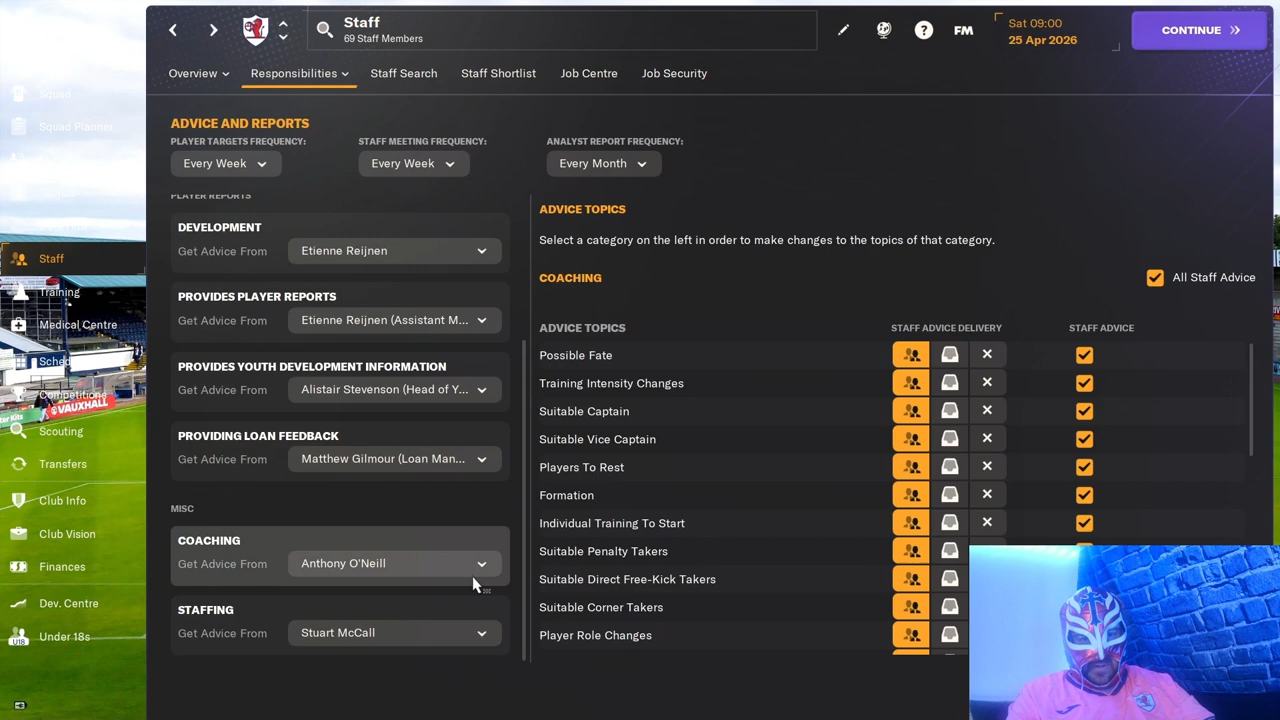 Staff
69 Staff Members
FM
Sat 09:00
25 Apr 2026
CONTINUE
Overview
Responsibilities
Staff Search
Staff Shortlist
Job Centre
Job Security
Squad
Squad Planner
Staff
Training
Medical Centre
Sched
Competitions
VAUXHALL
Scouting
Transfers
Club Info
Club Vision
Finances
Dev. Centre
Under 18s
U18
ADVICE AND REPORTS
PLAYER TARGETS FREQUENCY:
Every Week
STAFF MEETING FREQUENCY:
Every Week
ANALYST REPORT FREQUENCY:
Every Month
PLAYER REPORTS
DEVELOPMENT
Get Advice From Etienne Reijnen
PROVIDES PLAYER REPORTS
Get Advice From Etienne Reijnen (Assistant M...
PROVIDES YOUTH DEVELOPMENT INFORMATION
Get Advice From Alistair Stevenson (Head of Y...
PROVIDING LOAN FEEDBACK
Get Advice From Matthew Gilmour (Loan Man...
MISC
COACHING
Get Advice From Anthony O'Neill
STAFFING
Get Advice From Stuart McCall
ADVICE TOPICS
Select a category on the left in order to make changes to the topics of that category.
COACHING
All Staff Advice
ADVICE TOPICS STAFF ADVICE DELIVERY STAFF ADVICE
Possible Fate
Training Intensity Changes
Suitable Captain
Suitable Vice Captain
Players To Rest
Formation
Individual Training To Start
Suitable Penalty Takers
Suitable Direct Free-Kick Takers
Suitable Corner Takers
Player Role Changes